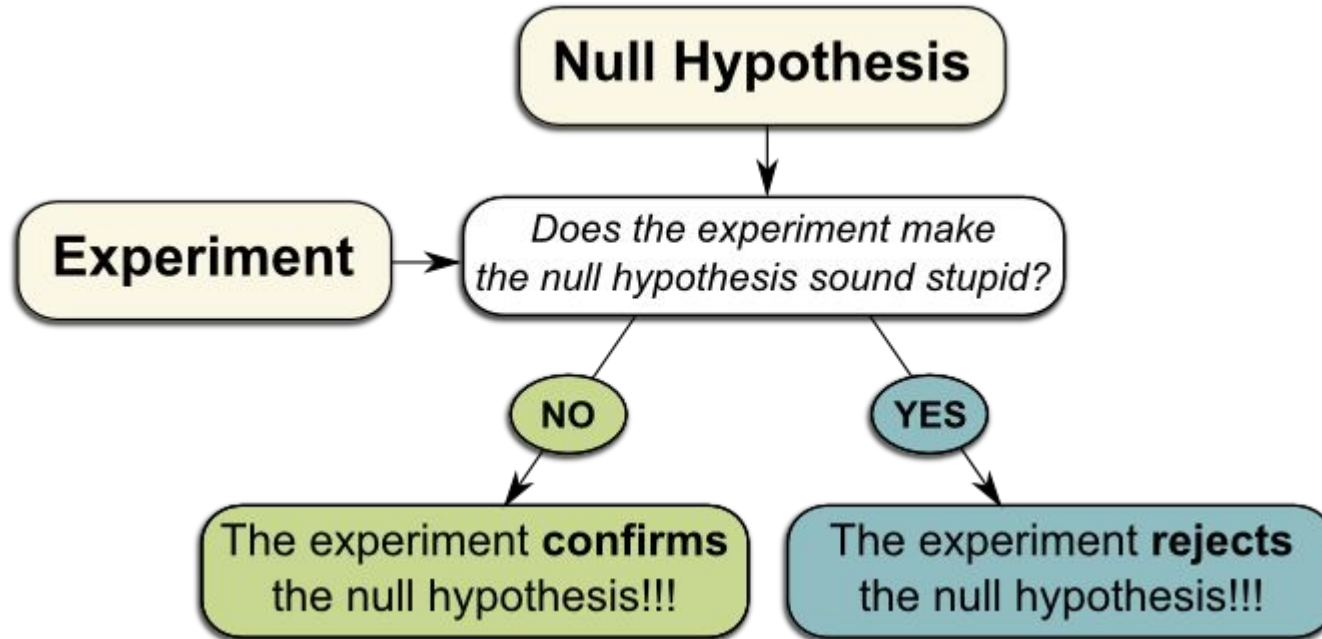 Null Hypothesis
Experiment
Does the experiment make
the null hypothesis sound stupid?
NO
YES
The experiment confirms
the null hypothesis!!!
The experiment rejects
the null hypothesis!!!